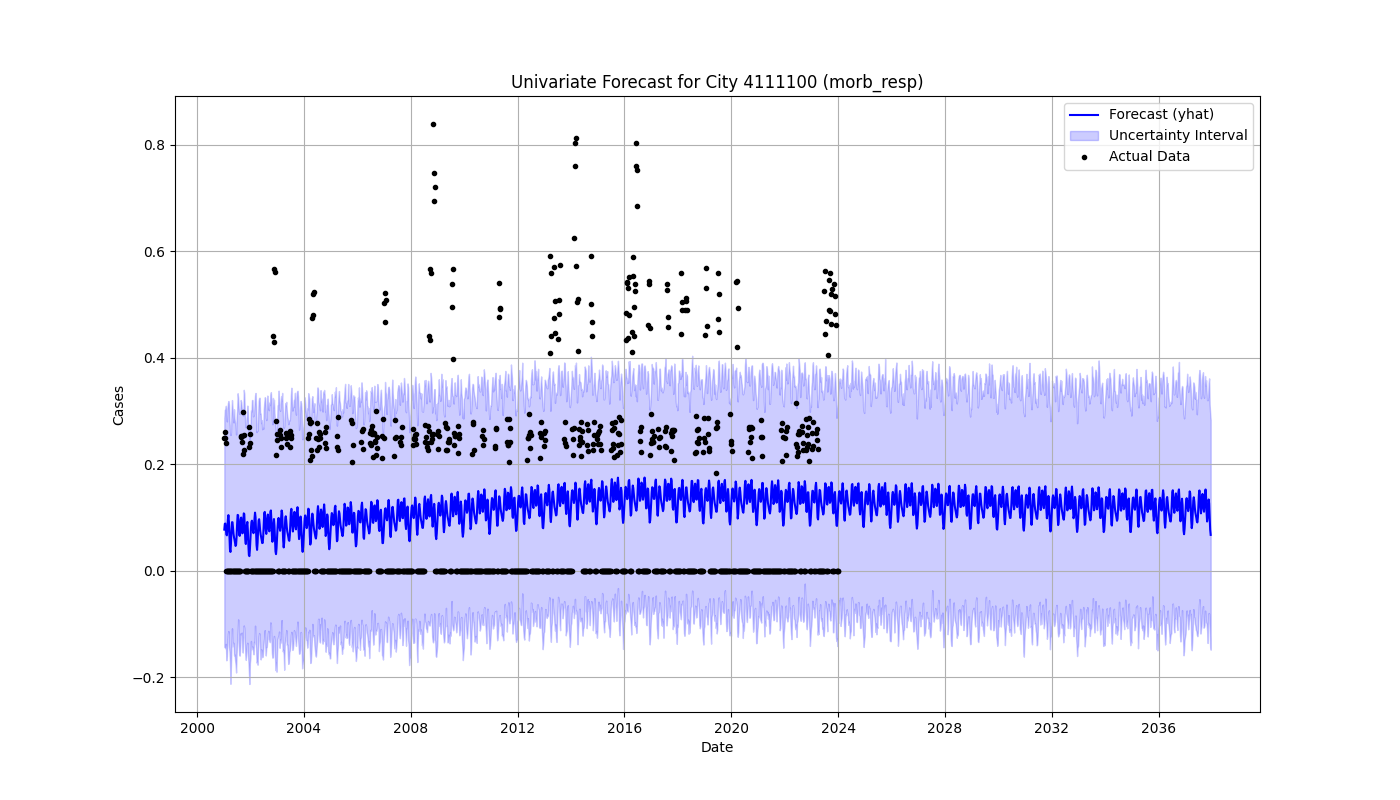 Univariate Forecast for City 4111100 (morb_resp)
Forecast (yhat)
Uncertainty Interval
Actual Data
Cases
0.8
0.6
0.4
0.2
0.0
−0.2
2000 2004 2008 2012 2016 2020 2024 2028 2032 2036
Date